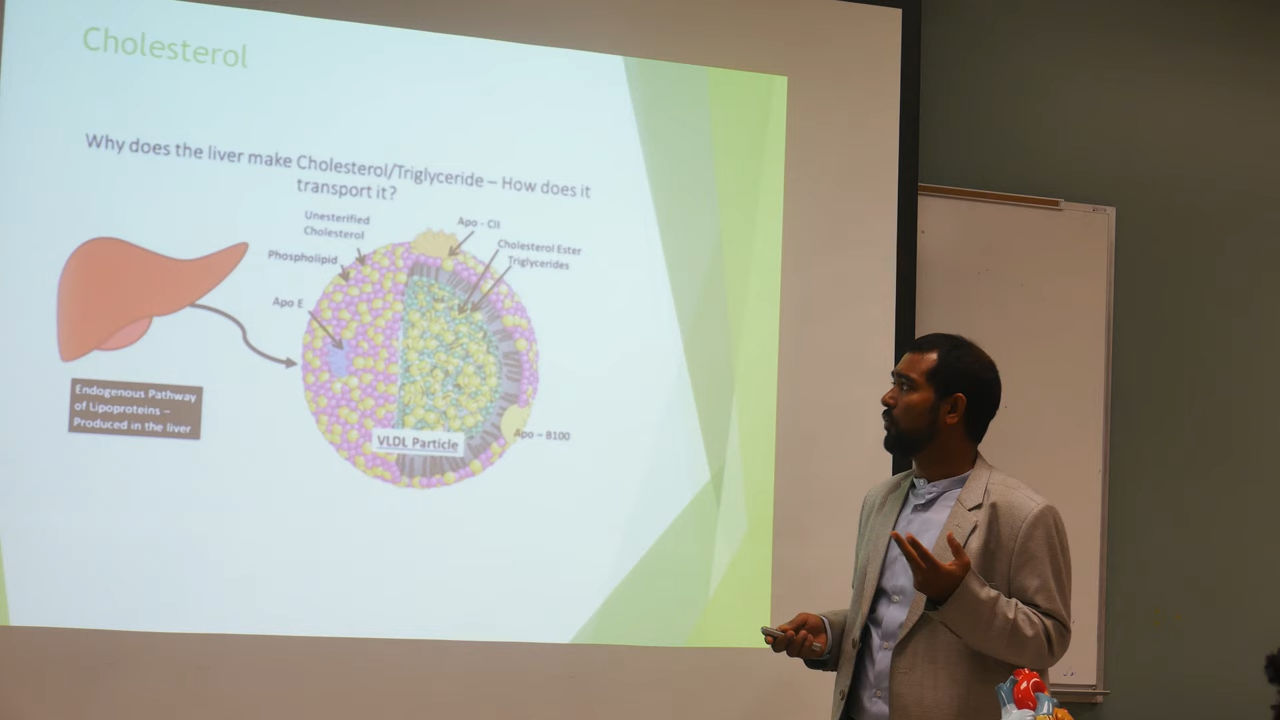 Cholesterol
Why does the liver make Cholesterol/Triglyceride – How does it
transport it?
Unesterified
Cholesterol
Apo - CII
Cholesterol Ester
Triglycerides
Phospholipid
Apo E
Endogenous Pathway
of Lipoproteins –
Produced in the liver
VLDL Particle
Apo – B100